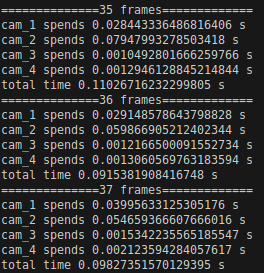 ==============35 frames=============
cam_1 spends 0.028443336486816406 s
cam_2 spends 0.07947993278503418 s
cam_3 spends 0.0010492801666259766 s
cam_4 spends 0.0012946128845214844 s
total time 0.11026716232299805 s
==============36 frames=============
cam_1 spends 0.029148578643798828 s
cam_2 spends 0.059866905212402344 s
cam_3 spends 0.0012166500091552734 s
cam_4 spends 0.0013060569763183594 s
total time 0.0915381908416748 s
==============37 frames=============
cam_1 spends 0.03995633125305176 s
cam_2 spends 0.054659366607666016 s
cam_3 spends 0.0015342235565185547 s
cam_4 spends 0.002123594284057617 s
total time 0.09827351570129395 s